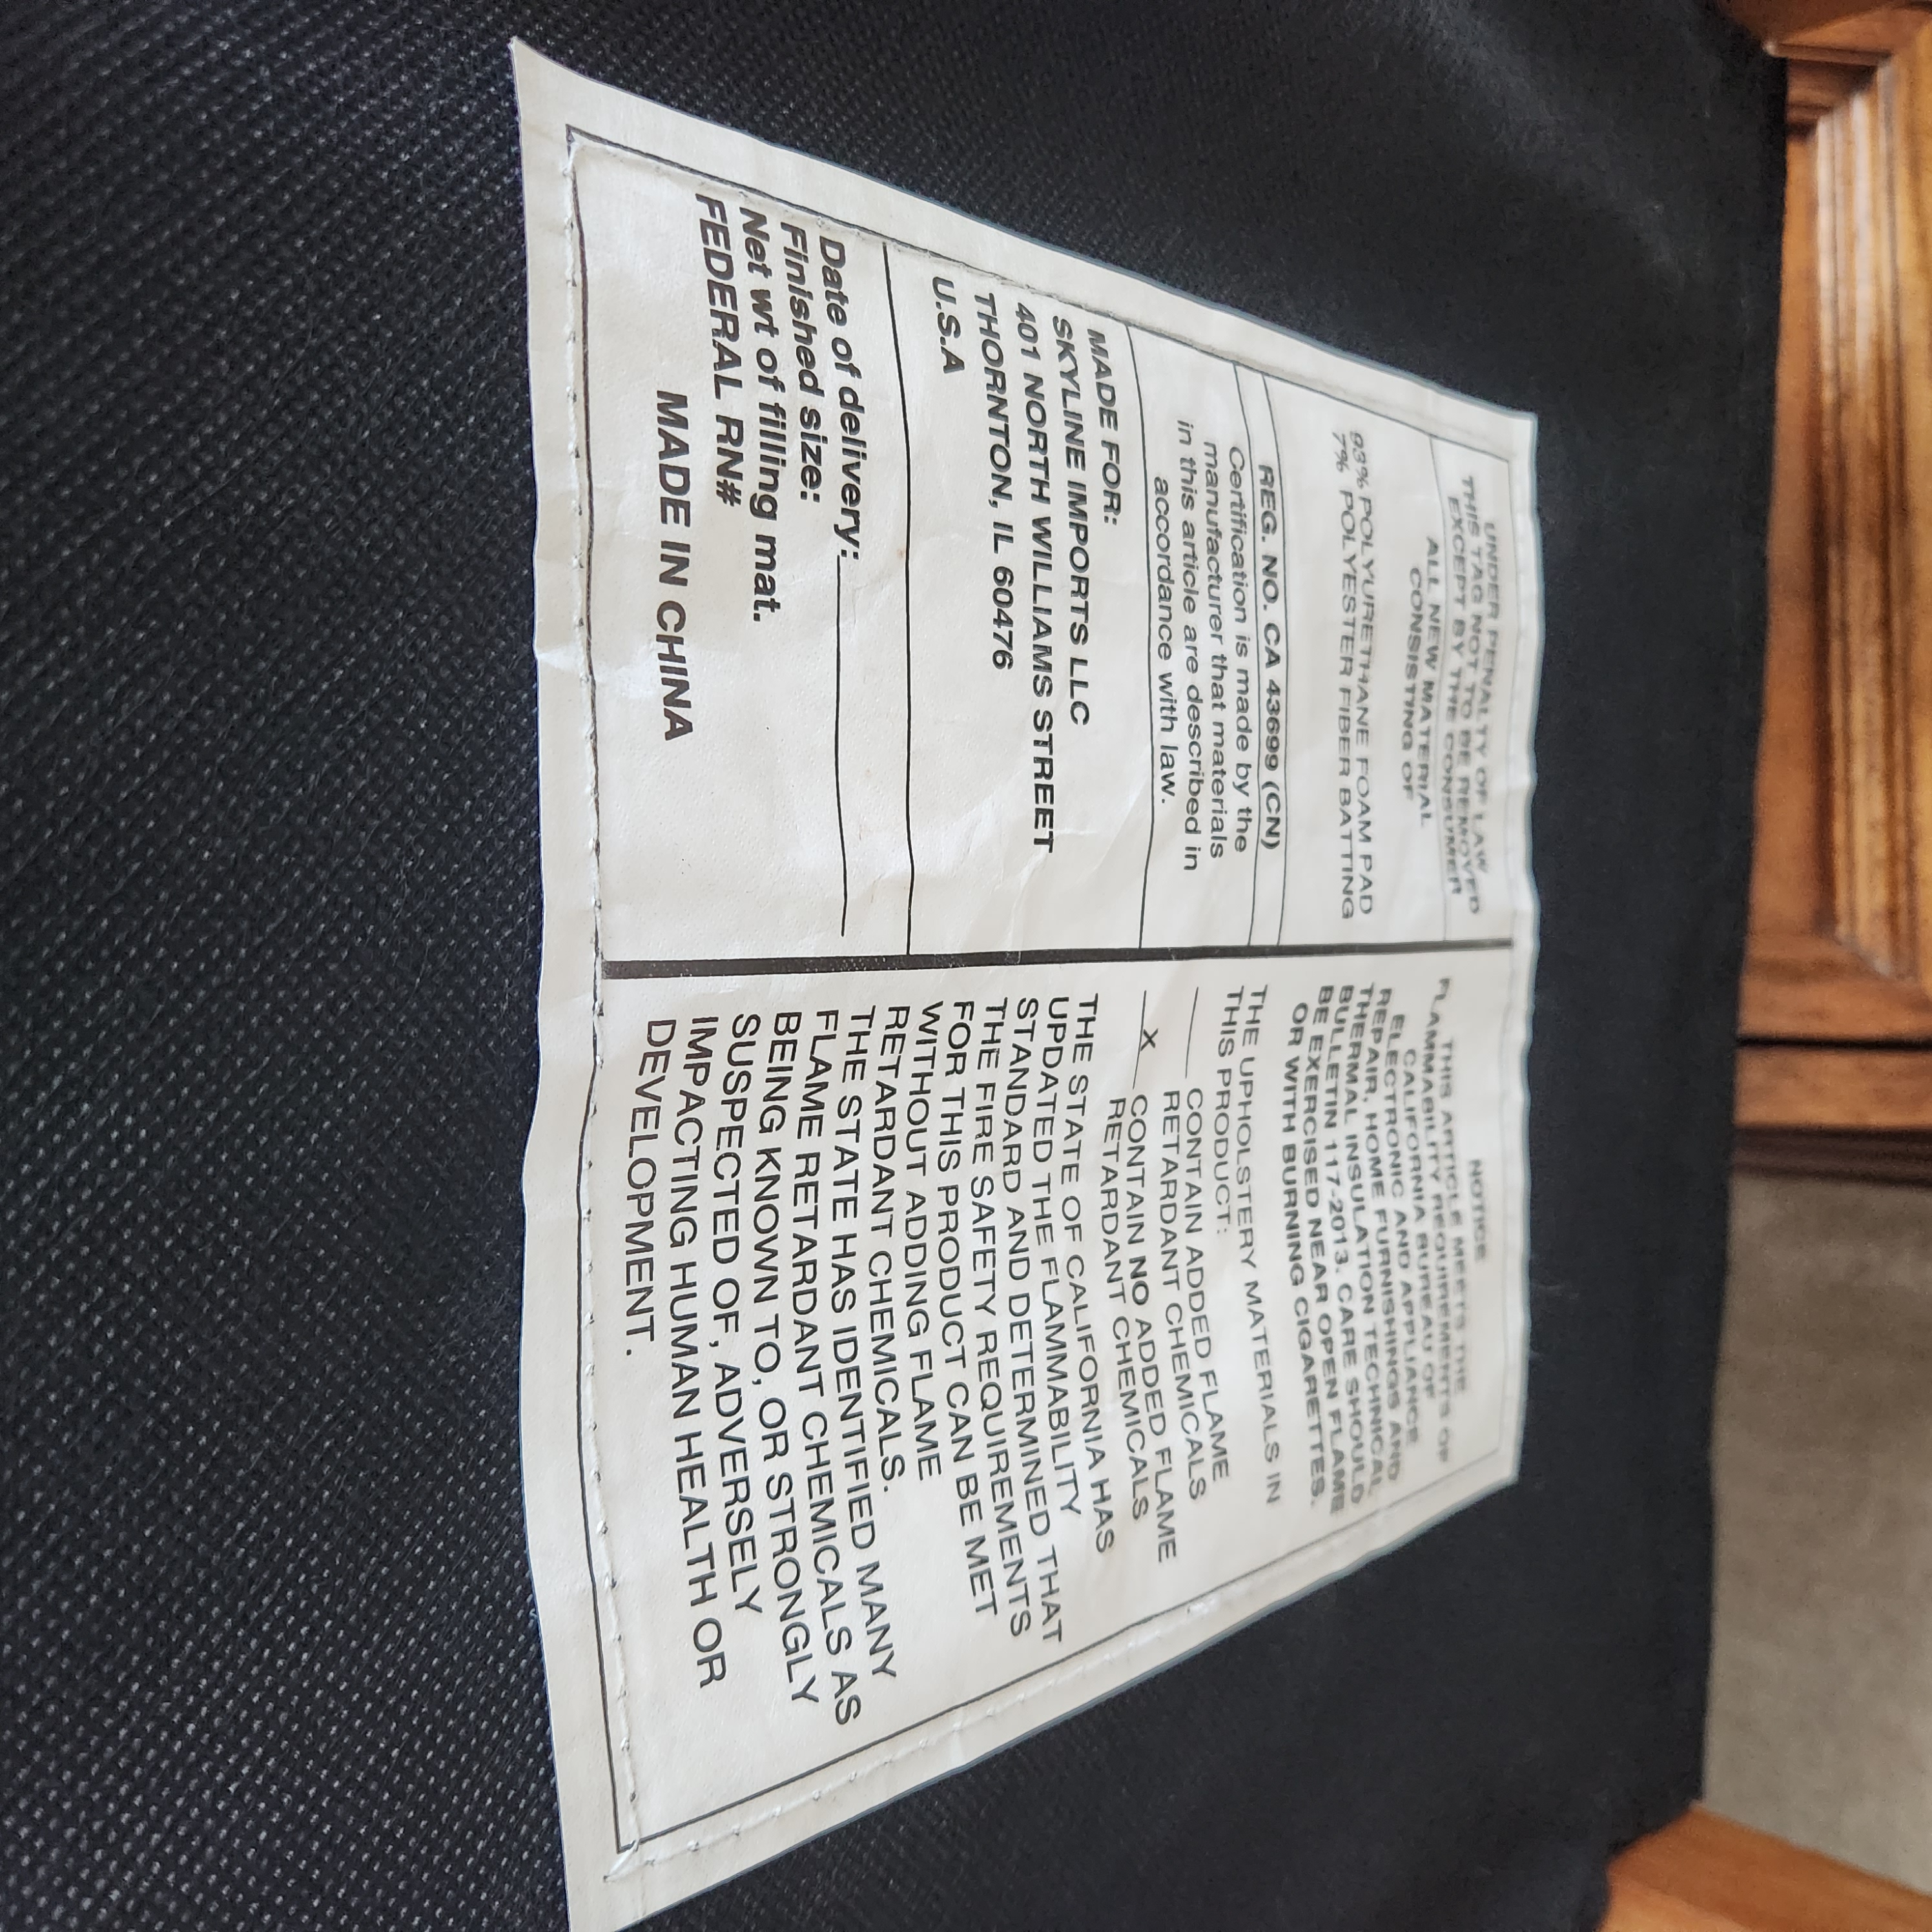 UNDER PENALTY OF LAW
THIS TAG NOT TO BE REMOVED
EXCEPT BY THE CONSUMER
ALL NEW MATERIAL
CONSISTING OF
93% POLYURETHANE FOAM PAD
7% POLYESTER FIBER BATTING
REG. NO. CA 43699 (CN)
Certification is made by the
manufacturer that materials
in this article are described in
accordance with law.
MADE FOR:
SKYLINE IMPORTS LLC
401 NORTH WILLIAMS STREET
THORNTON, IL 60476
U.S.A
Date of delivery:
Finished size:
Net wt of filling mat.
FEDERAL RN#
MADE IN CHINA
NOTICE
THIS ARTICLE MEETS THE
FLAMMABILITY REQUIREMENTS OF
CALIFORNIA BUREAU OF
ELECTRONIC AND APPLIANCE
REPAIR, HOME FURNISHINGS AND
THERMAL INSULATION TECHNICAL
BULLETIN 117-2013. CARE SHOULD
BE EXERCISED NEAR OPEN FLAME
OR WITH BURNING CIGARETTES.
THE UPHOLSTERY MATERIALS IN
THIS PRODUCT:
CONTAIN ADDED FLAME
RETARDANT CHEMICALS
X CONTAIN NO ADDED FLAME
RETARDANT CHEMICALS
THE STATE OF CALIFORNIA HAS
UPDATED THE FLAMMABILITY
STANDARD AND DETERMINED THAT
THE FIRE SAFETY REQUIREMENTS
FOR THIS PRODUCT CAN BE MET
WITHOUT ADDING FLAME
RETARDANT CHEMICALS.
THE STATE HAS IDENTIFIED MANY
FLAME RETARDANT CHEMICALS AS
BEING KNOWN TO, OR STRONGLY
SUSPECTED OF, ADVERSELY
IMPACTING HUMAN HEALTH OR
DEVELOPMENT.